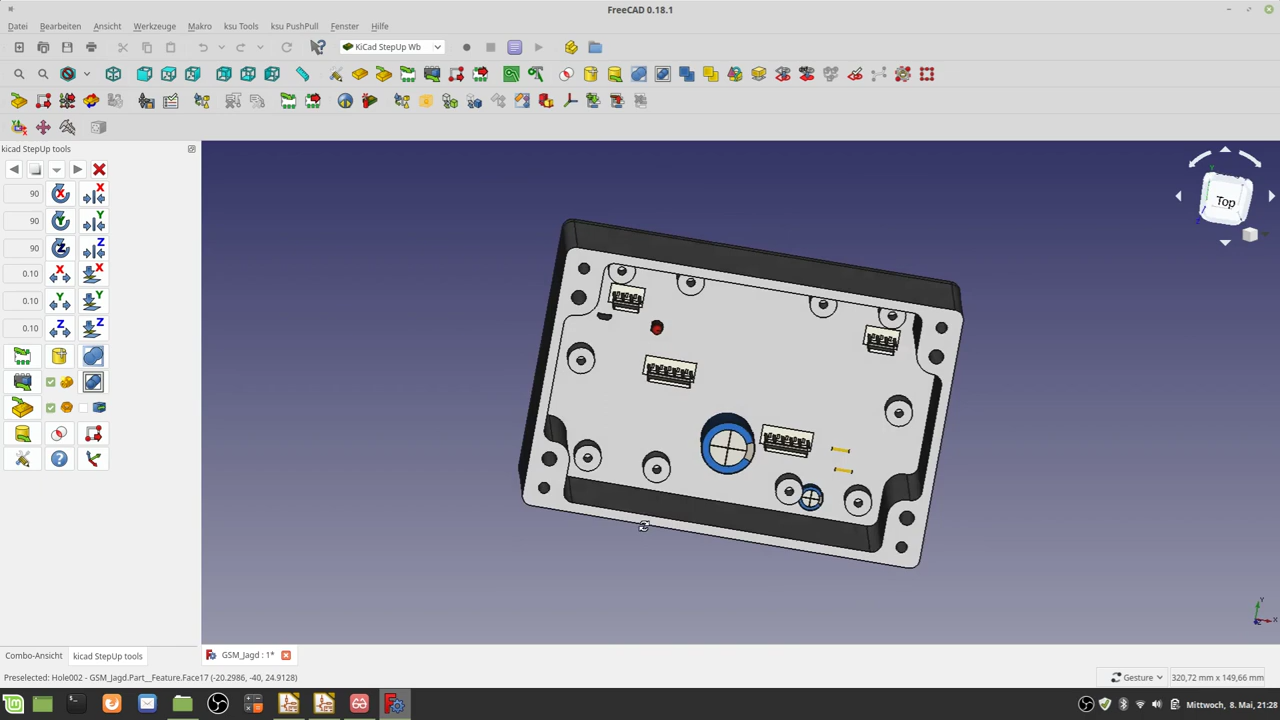 FreeCAD 0.18.1
Datei Bearbeiten Ansicht Werkzeuge Makro ksu Tools ksu PushPull Fenster Hilfe
KiCad StepUp Wb
kicad StepUp tools
90
90
90
0.10
0.10
0.10
Top
Combo-Ansicht kicad StepUp tools
GSM_Jagd : 1*
Preselected: Hole002 - GSM_Jagd.Part__Feature.Face17 (-20.2986, -40, 24.9128)
Gesture
320,72 mm x 149,66 mm
Mittwoch, 8. Mai, 21:28